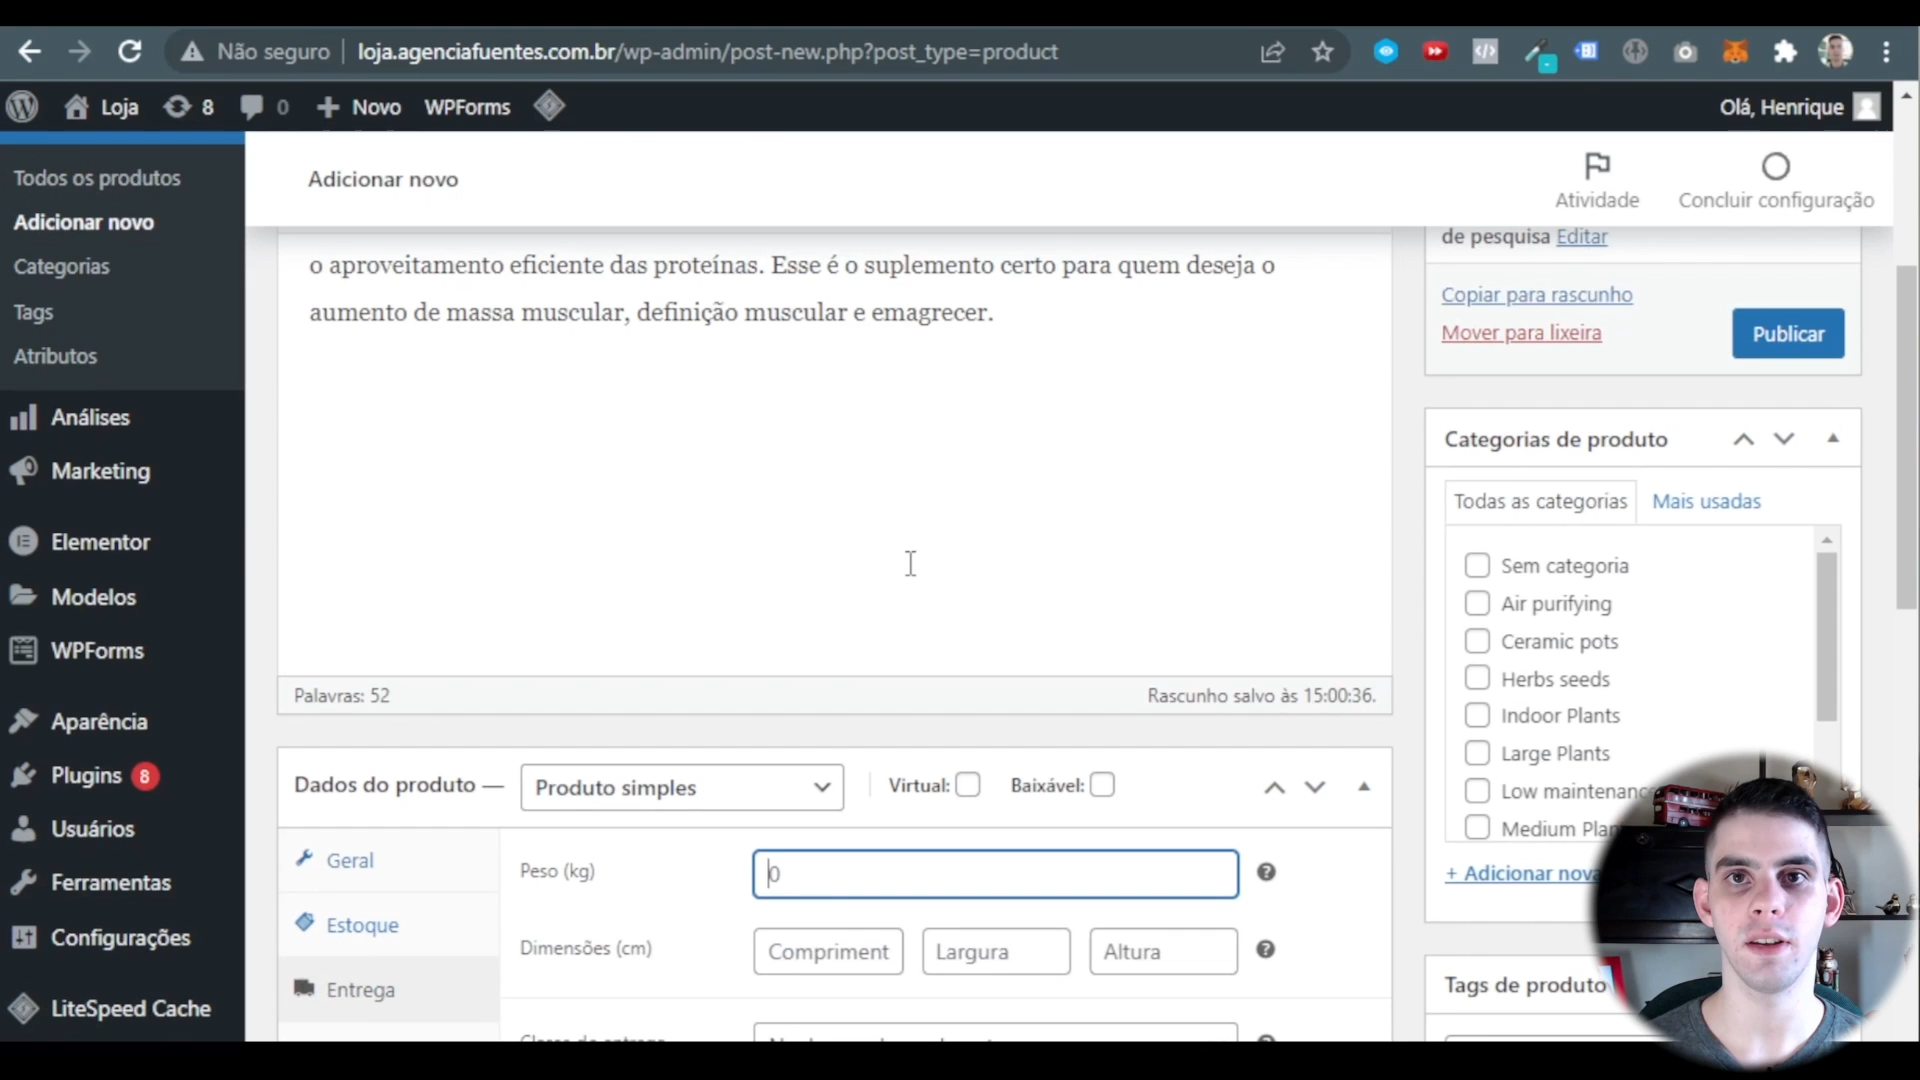 Não seguro
loja.agenciafuentes.com.br/wp-admin/post-new.php?post_type=product
Loja
8
0
Novo
WPForms
Olá, Henrique
Todos os produtos
Adicionar novo
Categorias
Tags
Atributos
Análises
Marketing
Elementor
Modelos
WPForms
Aparência
Plugins 8
Usuários
Ferramentas
Configurações
LiteSpeed Cache
Adicionar novo
Atividade
Concluir configuração
o aproveitamento eficiente das proteínas. Esse é o suplemento certo para quem deseja o
aumento de massa muscular, definição muscular e emagrecer.
Palavras: 52
Rascunho salvo às 15:00:36.
Dados do produto —
Produto simples
Virtual:
Baixável:
Geral
Estoque
Entrega
Peso (kg)
0
Dimensões (cm)
Compriment
Largura
Altura
de pesquisa Editar
Copiar para rascunho
Mover para lixeira
Publicar
Categorias de produto
Todas as categorias
Mais usadas
Sem categoria
Air purifying
Ceramic pots
Herbs seeds
Indoor Plants
Large Plants
Low maintenance
Medium Plan
+ Adicionar nova
Tags de produto